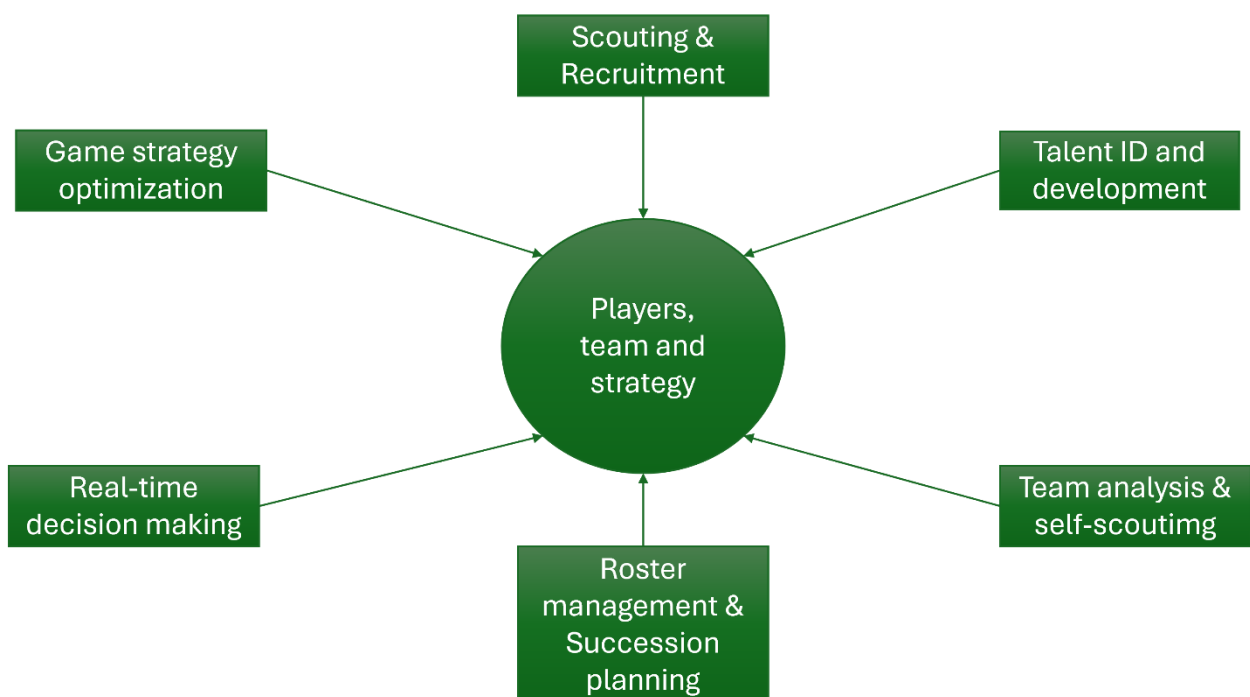 Scouting &
Recruitment
Game strategy
optimization
Talent ID and
development
Players,
team and
strategy
Real-time
decision making
Team analysis &
self-scoutimg
Roster
management &
Succession
planning